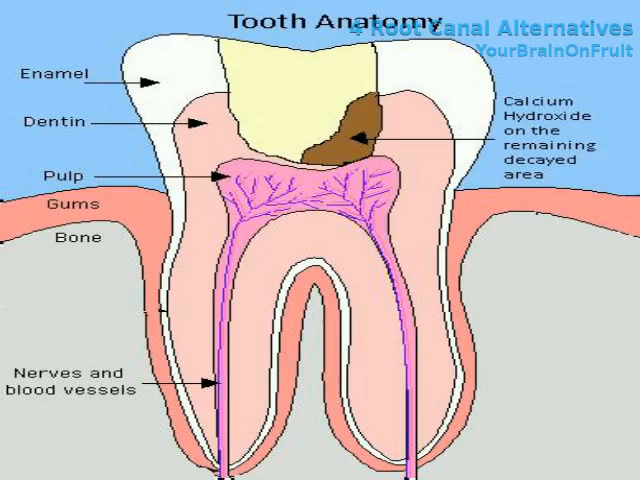 Tooth Anatomy
4 Root Canal Alternatives
YourBrainOnFruit
Enamel
Dentin
Pulp
Gums
Bone
Nerves and
blood vessels
Calcium
Hydroxide
on the
remaining
decayed
area